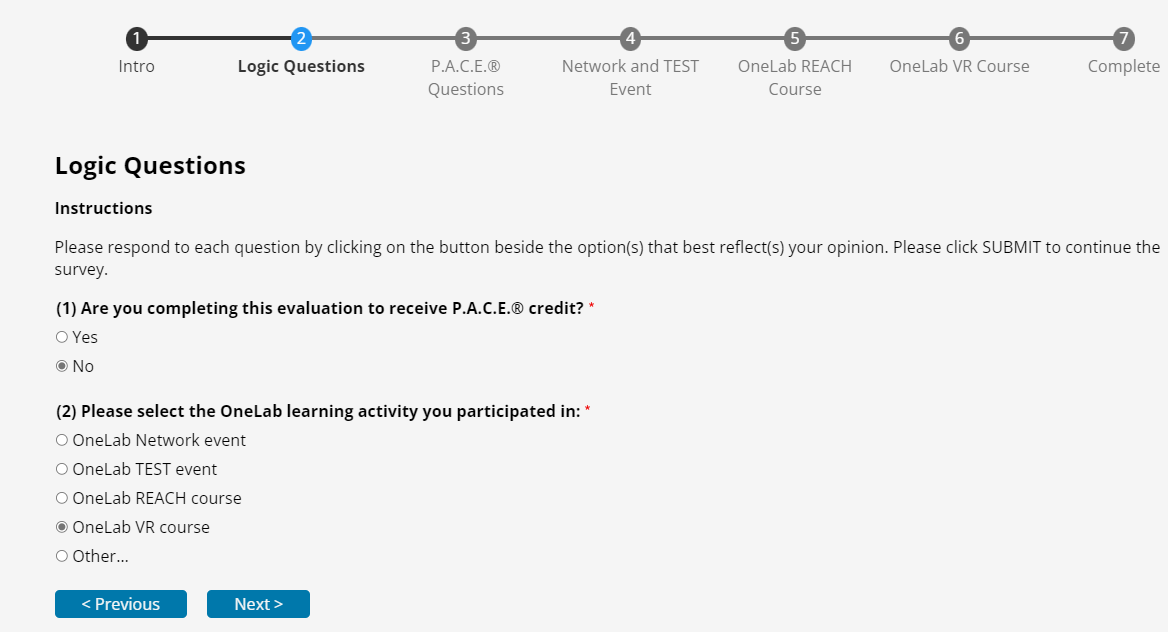 1 2 3 4 5 6 7
Intro Logic Questions P.A.C.E.® Network and TEST OneLab REACH OneLab VR Course Complete
Questions Event Course
Logic Questions
Instructions
Please respond to each question by clicking on the button beside the option(s) that best reflect(s) your opinion. Please click SUBMIT to continue the
survey.
(1) Are you completing this evaluation to receive P.A.C.E.® credit? *
Yes
No
(2) Please select the OneLab learning activity you participated in: *
OneLab Network event
OneLab TEST event
OneLab REACH course
OneLab VR course
Other...
< Previous Next >